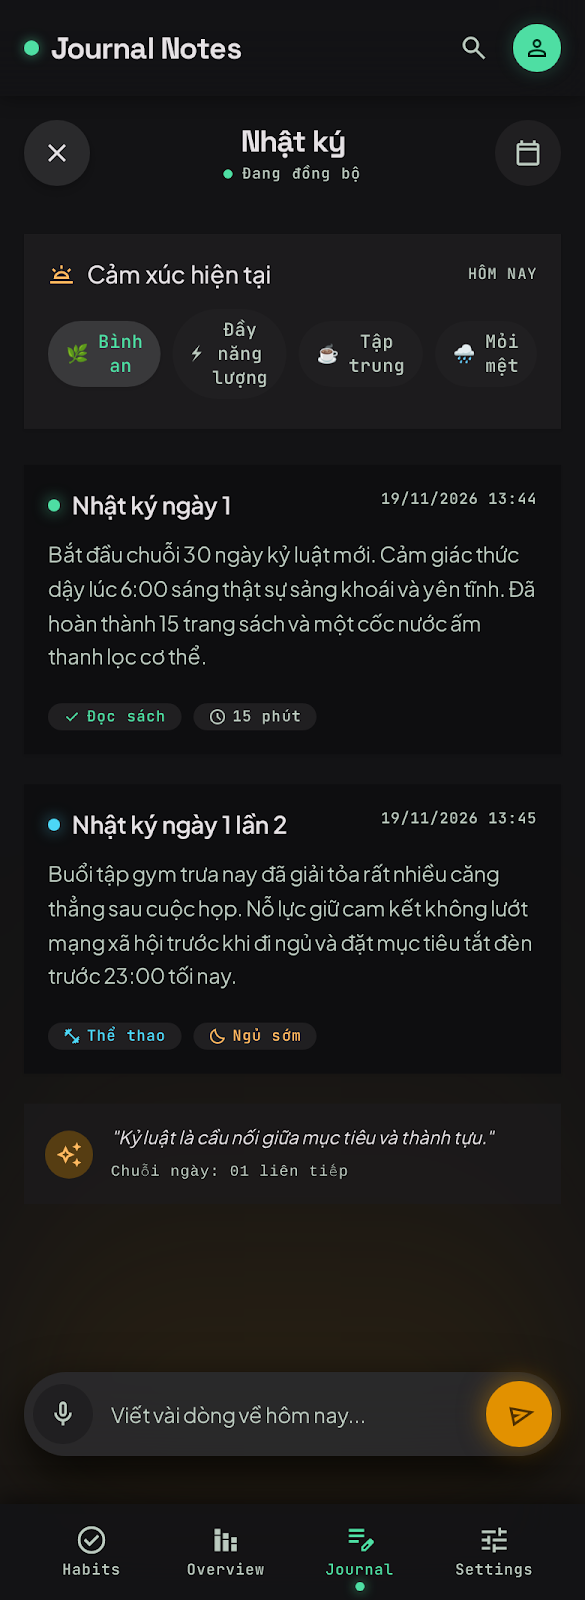 Journal Notes
Nhật ký
Đang đồng bộ
Cảm xúc hiện tại
HÔM NAY
Bình
an
Đầy
năng
lượng
Tập
trung
Mỏi
mệt
Nhật ký ngày 1
19/11/2026 13:44
Bắt đầu chuỗi 30 ngày kỷ luật mới. Cảm giác thức
dậy lúc 6:00 sáng thật sự sảng khoái và yên tĩnh. Đã
hoàn thành 15 trang sách và một cốc nước ấm
thanh lọc cơ thể.
Đọc sách
15 phút
Nhật ký ngày 1 lần 2
19/11/2026 13:45
Buổi tập gym trưa nay đã giải tỏa rất nhiều căng
thẳng sau cuộc họp. Nỗ lực giữ cam kết không lướt
mạng xã hội trước khi đi ngủ và đặt mục tiêu tắt đèn
trước 23:00 tối nay.
Thể thao
Ngủ sớm
"Kỷ luật là cầu nối giữa mục tiêu và thành tựu."
Chuỗi ngày: 01 liên tiếp
Viết vài dòng về hôm nay...
Habits
Overview
Journal
Settings